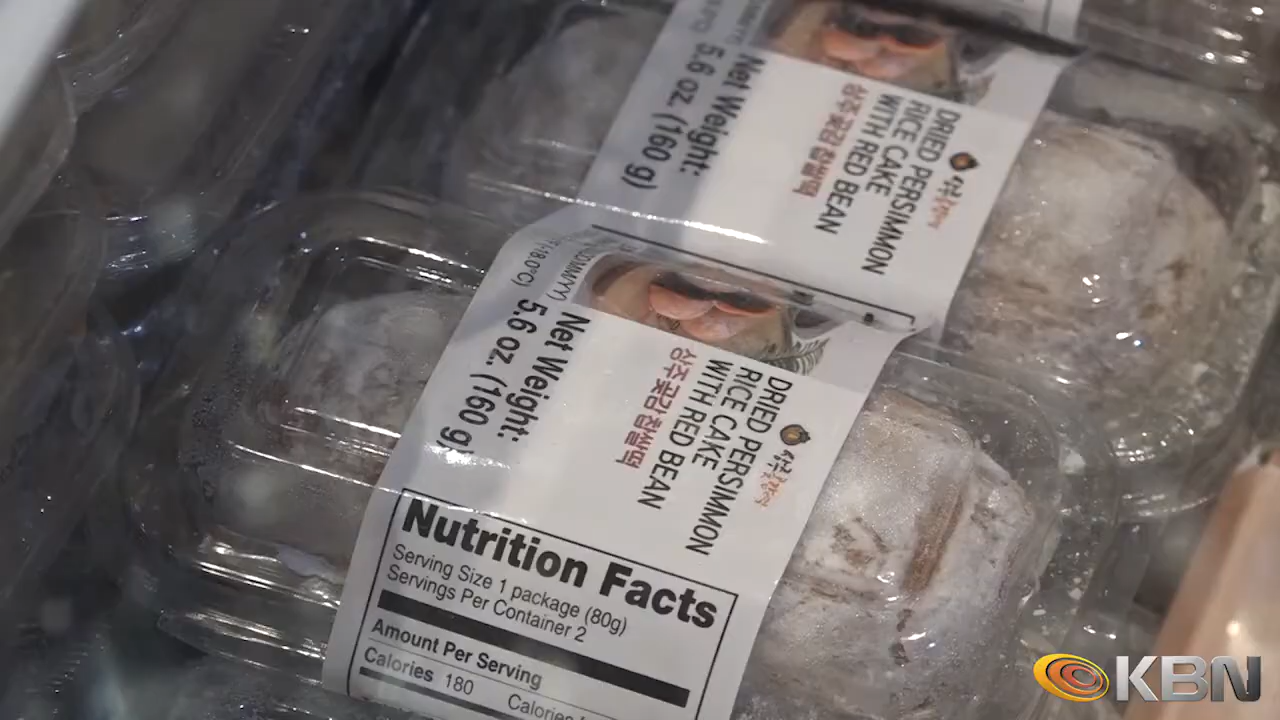 Net Weight:
5.6 oz. (160 g)
DRIED PERSIMMON
RICE CAKE
WITH RED BEAN
상주곶감찹쌀떡
(-18.0°C)
Net Weight:
5.6 oz. (160 g)
DRIED PERSIMMON
RICE CAKE
WITH RED BEAN
상주곶감찹쌀떡
Nutrition Facts
Serving Size 1 package (80g)
Servings Per Container 2
Amount Per Serving
Calories 180
KBN